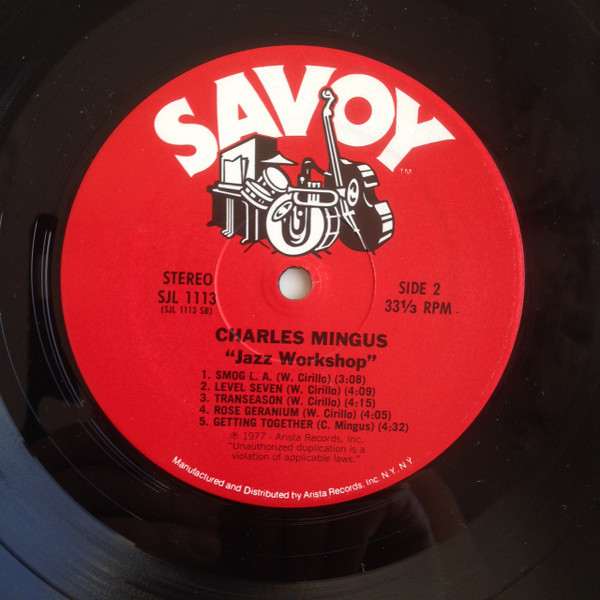 SAVOY
TM
STEREO
SJL 1113
(SJL 1113 SB)
SIDE 2
33⅓ RPM
CHARLES MINGUS
"Jazz Workshop"
1. SMOG L. A. (W. Cirillo) (3:08)
2. LEVEL SEVEN (W. Cirillo) (4:09)
3. TRANSEASON (W. Cirillo) (4:15)
4. ROSE GERANIUM (W. Cirillo) (4:05)
5. GETTING TOGETHER (C. Mingus) (4:32)
℗ 1977 - Arista Records, Inc.
"Unauthorized duplication is a
violation of applicable laws."
Manufactured and Distributed by Arista Records, Inc N.Y., N.Y